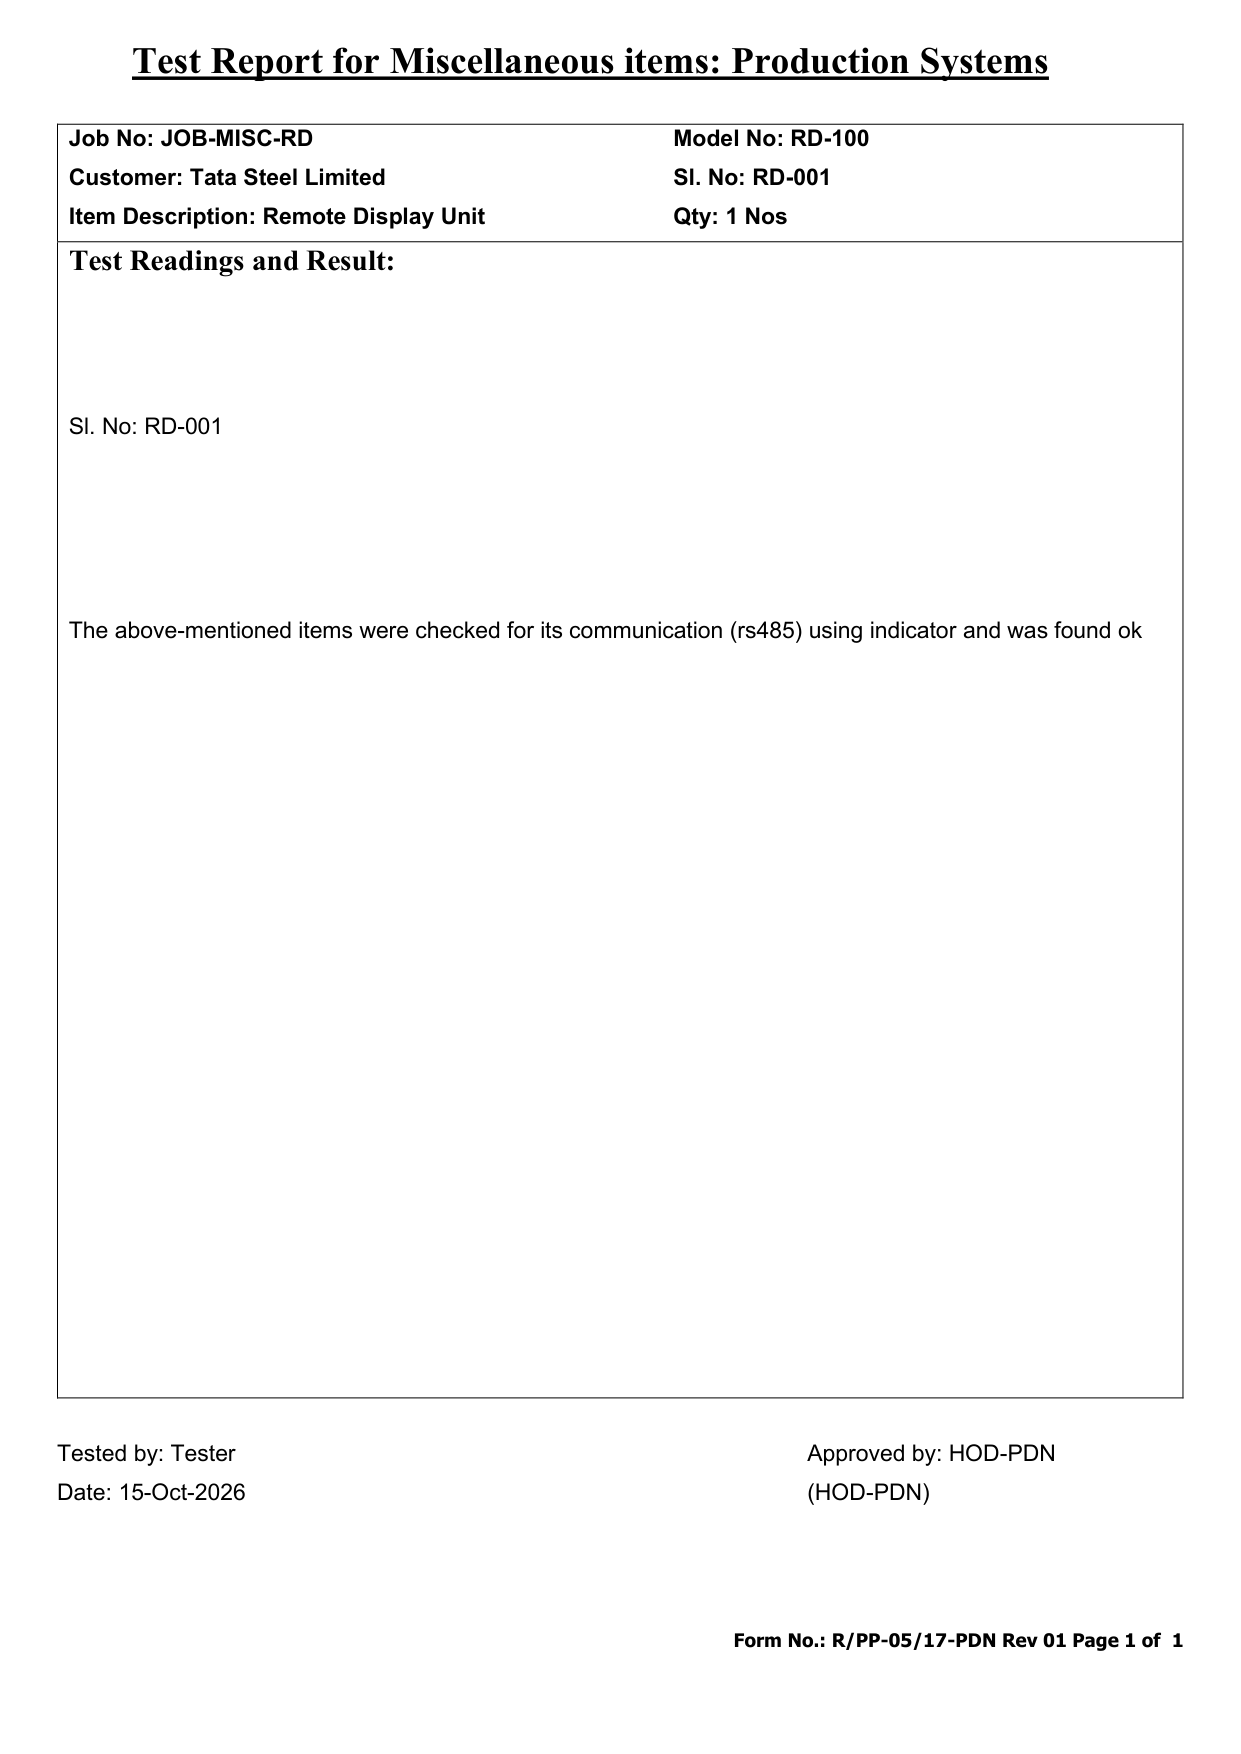 Test Report for Miscellaneous items: Production Systems
Job No: JOB-MISC-RD
Model No: RD-100
Customer: Tata Steel Limited
Sl. No: RD-001
Item Description: Remote Display Unit
Qty: 1 Nos
Test Readings and Result:
Sl. No: RD-001
The above-mentioned items were checked for its communication (rs485) using indicator and was found ok
Tested by: Tester
Approved by: HOD-PDN
Date: 15-Oct-2026
(HOD-PDN)
Form No.: R/PP-05/17-PDN Rev 01 Page 1 of 1